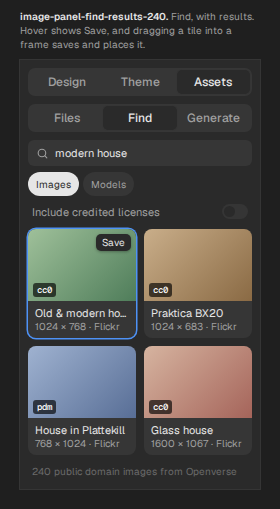 image-panel-find-results-240. Find, with results.
Hover shows Save, and dragging a tile into a
frame saves and places it.
Design Theme Assets
Files Find Generate
modern house
Images Models
Include credited licenses
Save
cc0 cc0
Old & modern ho... Praktica BX20
1024 × 768 · Flickr 1024 × 683 · Flickr
pdm cc0
House in Plattekill Glass house
768 × 1024 · Flickr 1600 × 1067 · Flickr
240 public domain images from Openverse